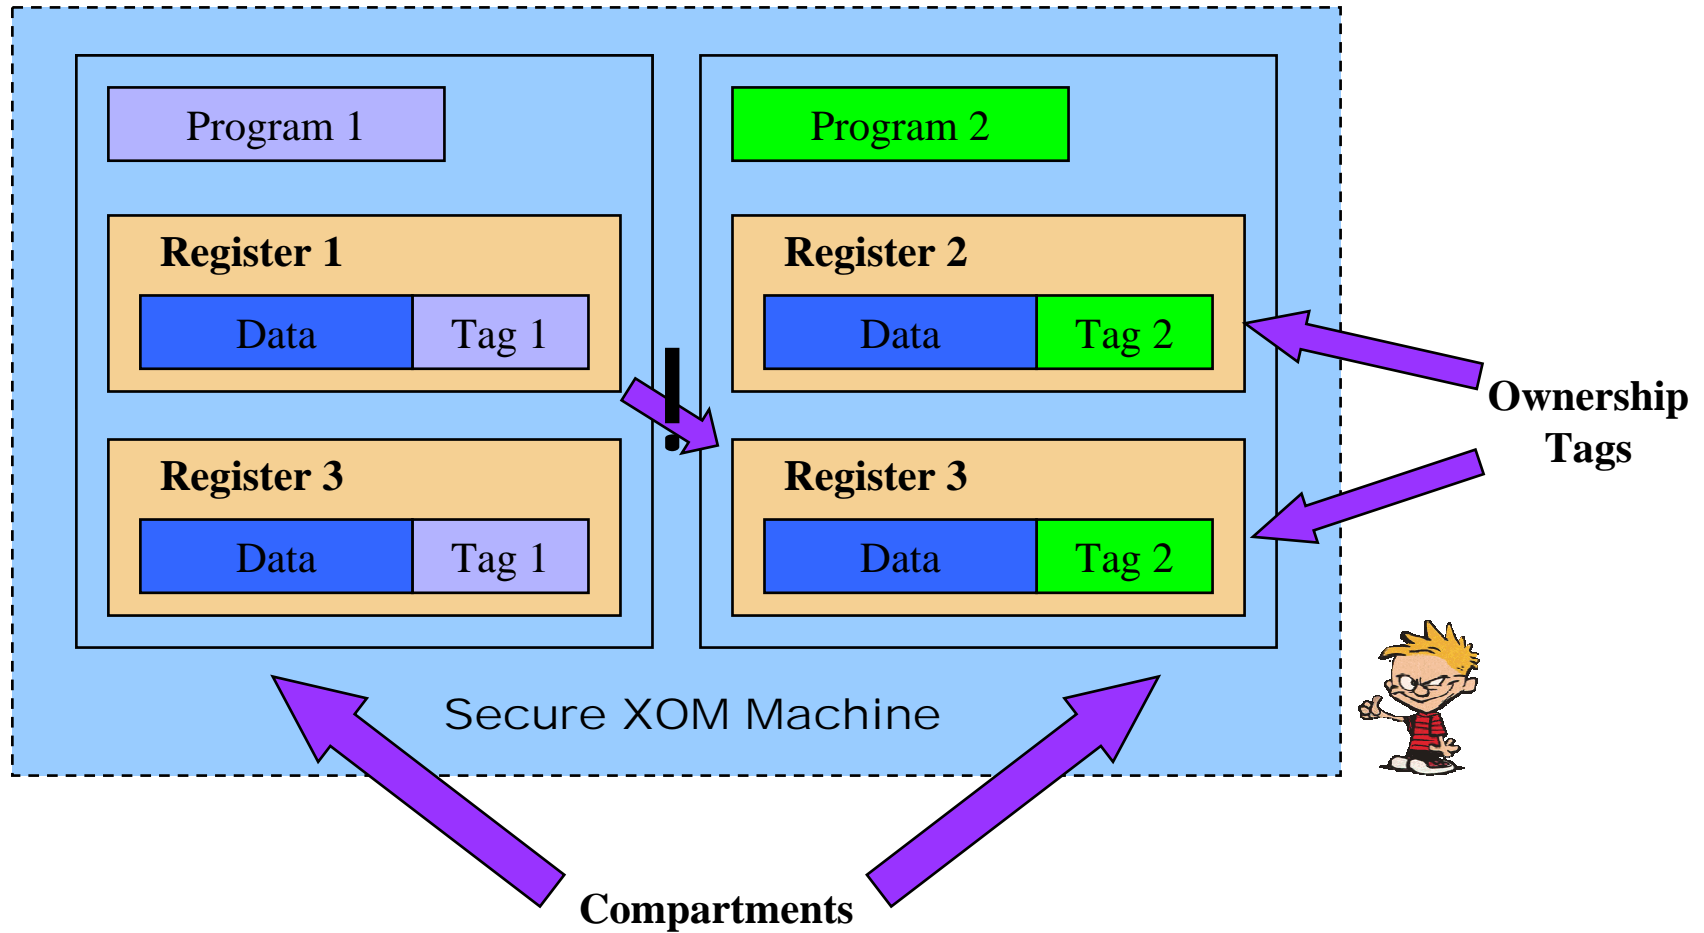 Program 1
Program 2
Register 1
Data
Tag 1
Register 2
Data
Tag 2
!
Ownership
Tags
Register 3
Data
Tag 1
Register 3
Data
Tag 2
Secure XOM Machine
Compartments